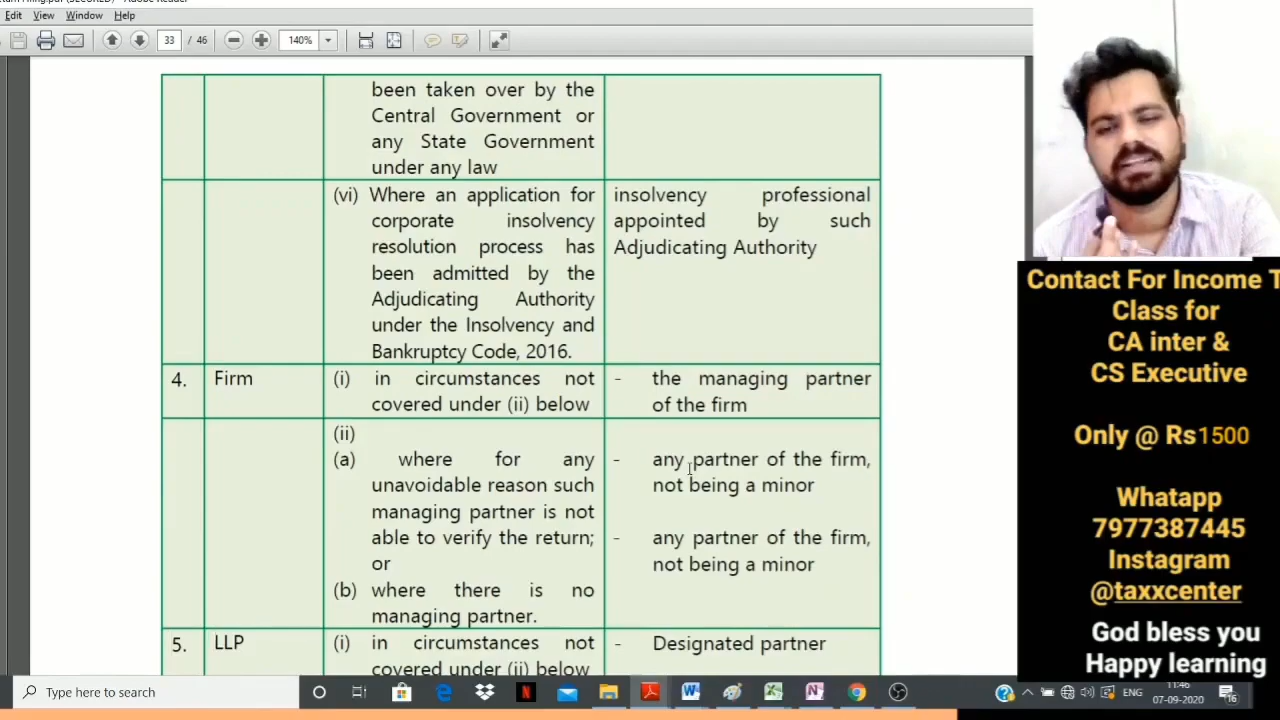 Edit View Window Help
33 / 46
140%
been taken over by the
Central Government or
any State Government
under any law
(vi) Where an application for
corporate insolvency
resolution process has
been admitted by the
Adjudicating Authority
under the Insolvency and
Bankruptcy Code, 2016.
insolvency professional
appointed by such
Adjudicating Authority
4. Firm
(i) in circumstances not
covered under (ii) below
- the managing partner
of the firm
(ii)
(a) where for any
unavoidable reason such
managing partner is not
able to verify the return;
or
(b) where there is no
managing partner.
- any partner of the firm,
not being a minor
- any partner of the firm,
not being a minor
5. LLP
(i) in circumstances not
covered under (ii) below
- Designated partner
Contact For Income T
Class for
CA inter &
CS Executive
Only @ Rs1500
Whatapp
7977387445
Instagram
@taxxcenter
God bless you
Happy learning
Type here to search
ENG
11:46
07-09-2020
16